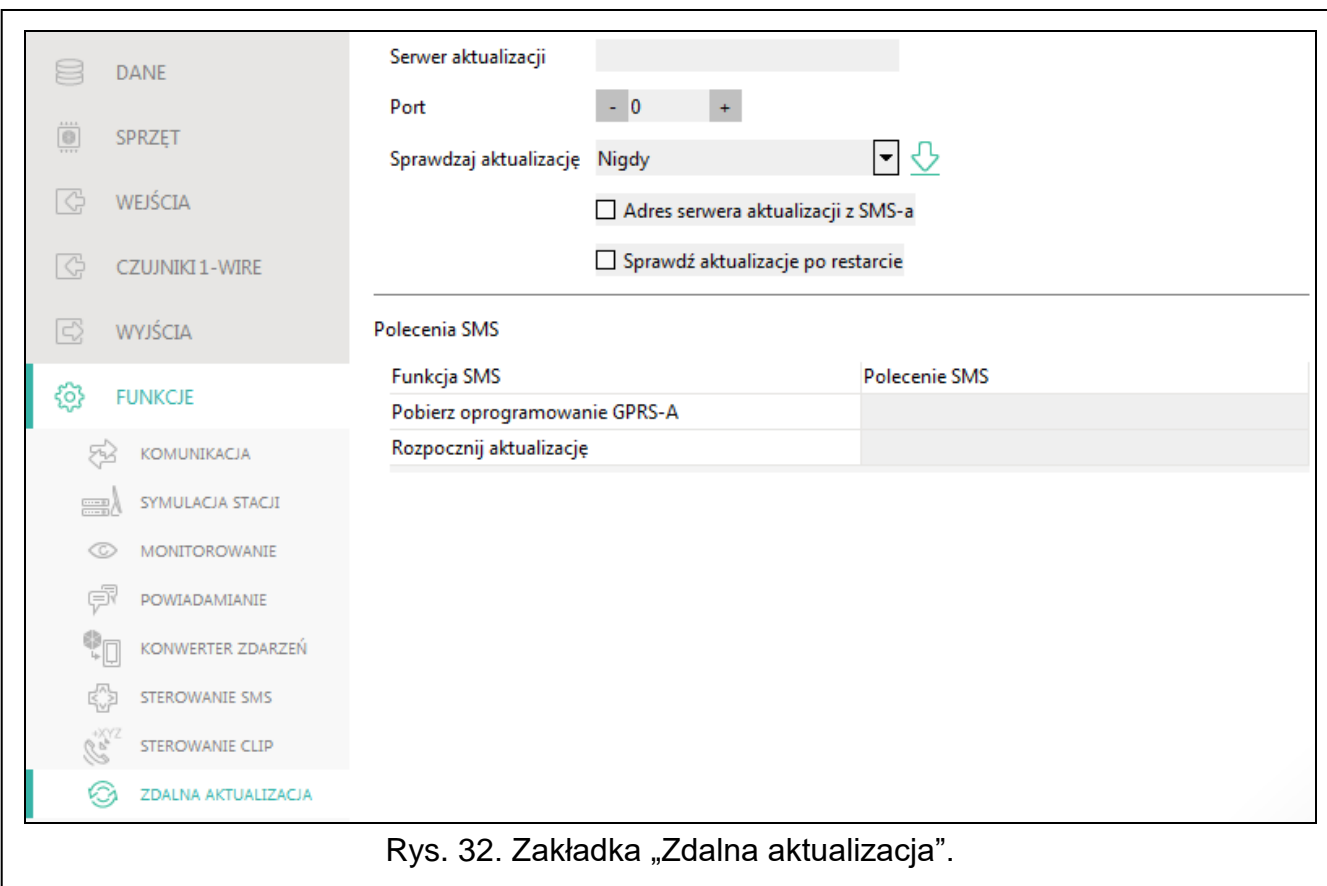 DANE
SPRZĘT
WEJŚCIA
CZUJNIKI 1-WIRE
WYJŚCIA
FUNKCJE
KOMUNIKACJA
SYMULACJA STACJI
MONITOROWANIE
POWIADAMIANIE
KONWERTER ZDARZEŃ
STEROWANIE SMS
+XYZ
STEROWANIE CLIP
ZDALNA AKTUALIZACJA
Serwer aktualizacji
Port - 0 +
Sprawdzaj aktualizację Nigdy
Adres serwera aktualizacji z SMS-a
Sprawdź aktualizacje po restarcie
Polecenia SMS
Funkcja SMS Polecenie SMS
Pobierz oprogramowanie GPRS-A
Rozpocznij aktualizację
Rys. 32. Zakładka „Zdalna aktualizacja”.